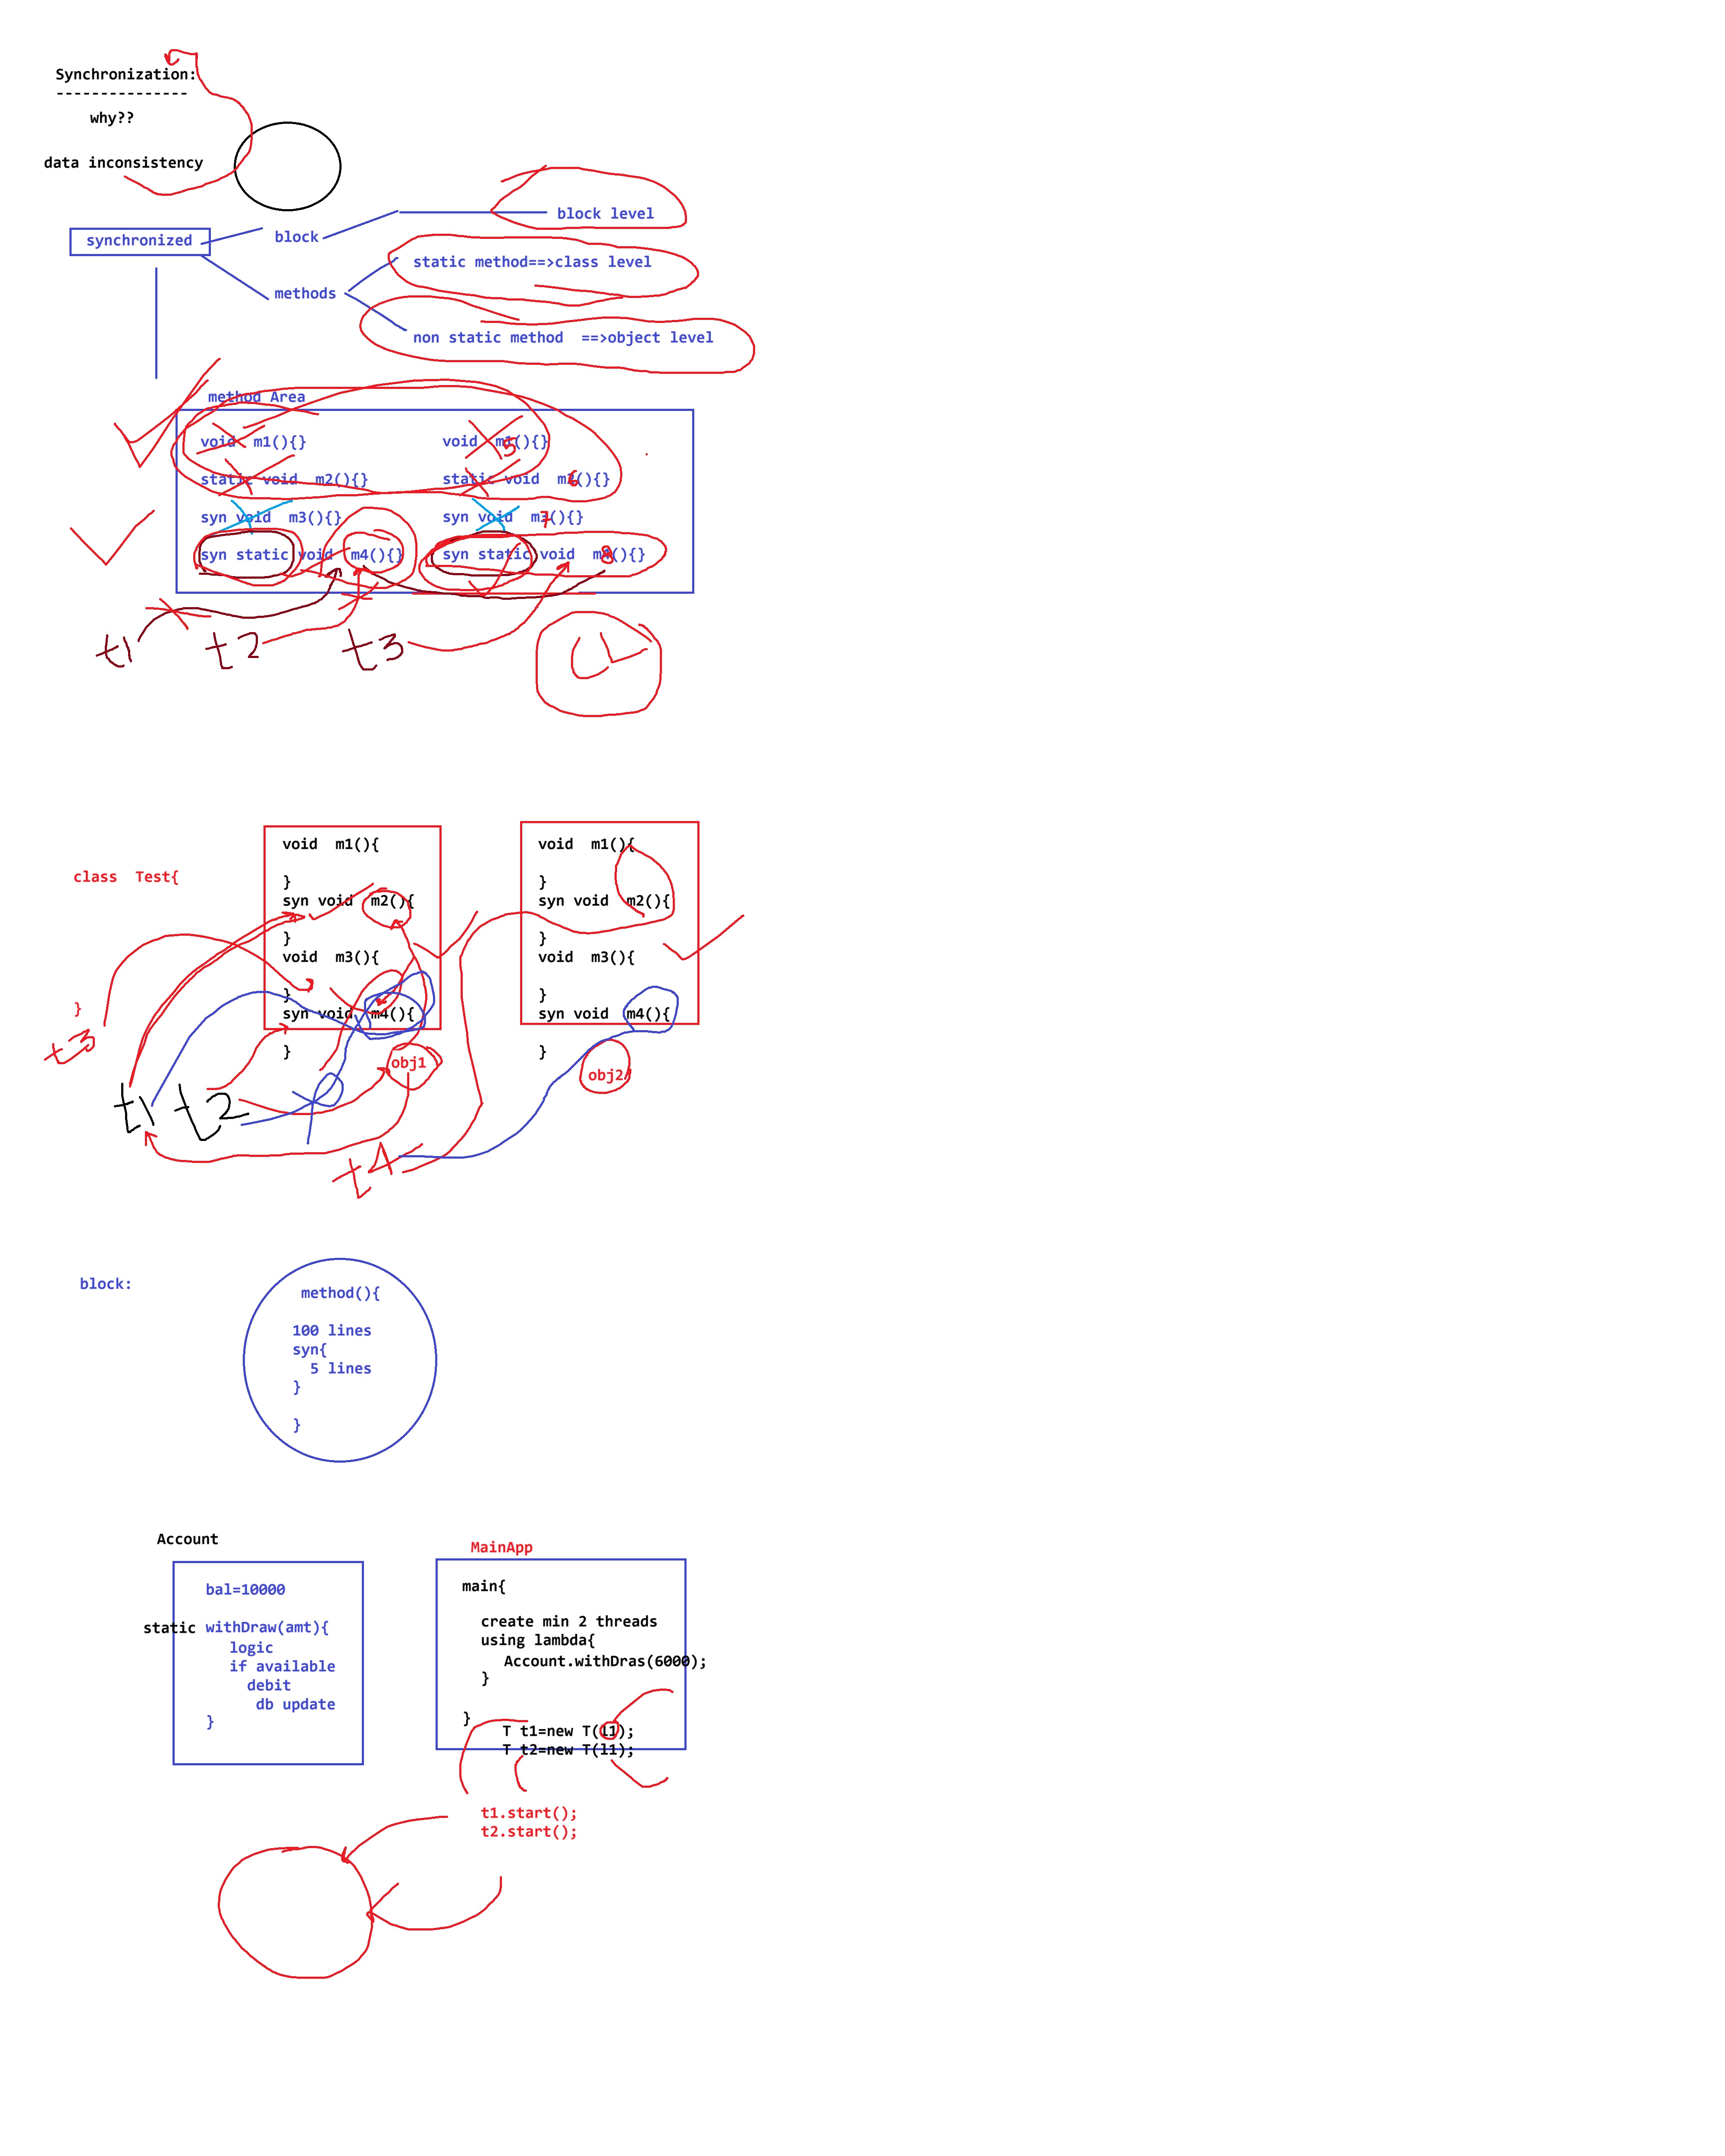 Synchronization:
---------------
why??
data inconsistency
synchronized
block
block level
methods
static method==>class level
non static method ==>object level
method Area
void m1(){}
static void m2(){}
syn void m3(){}
syn static void m4(){}
void m5(){}
static void m6(){}
syn void m7(){}
syn static void m8(){}
t1 t2 t3
class Test{
}
void m1(){
}
syn void m2(){
}
void m3(){
}
syn void m4(){
}
obj1
void m1(){
}
syn void m2(){
}
void m3(){
}
syn void m4(){
}
obj2
t3
t1 t2
t4
block:
method(){
100 lines
syn{
5 lines
}
}
Account
bal=10000
static withDraw(amt){
logic
if available
debit
db update
}
MainApp
main{
create min 2 threads
using lambda{
Account.withDras(6000);
}
}
T t1=new T(l1);
T t2=new T(l1);
t1.start();
t2.start();